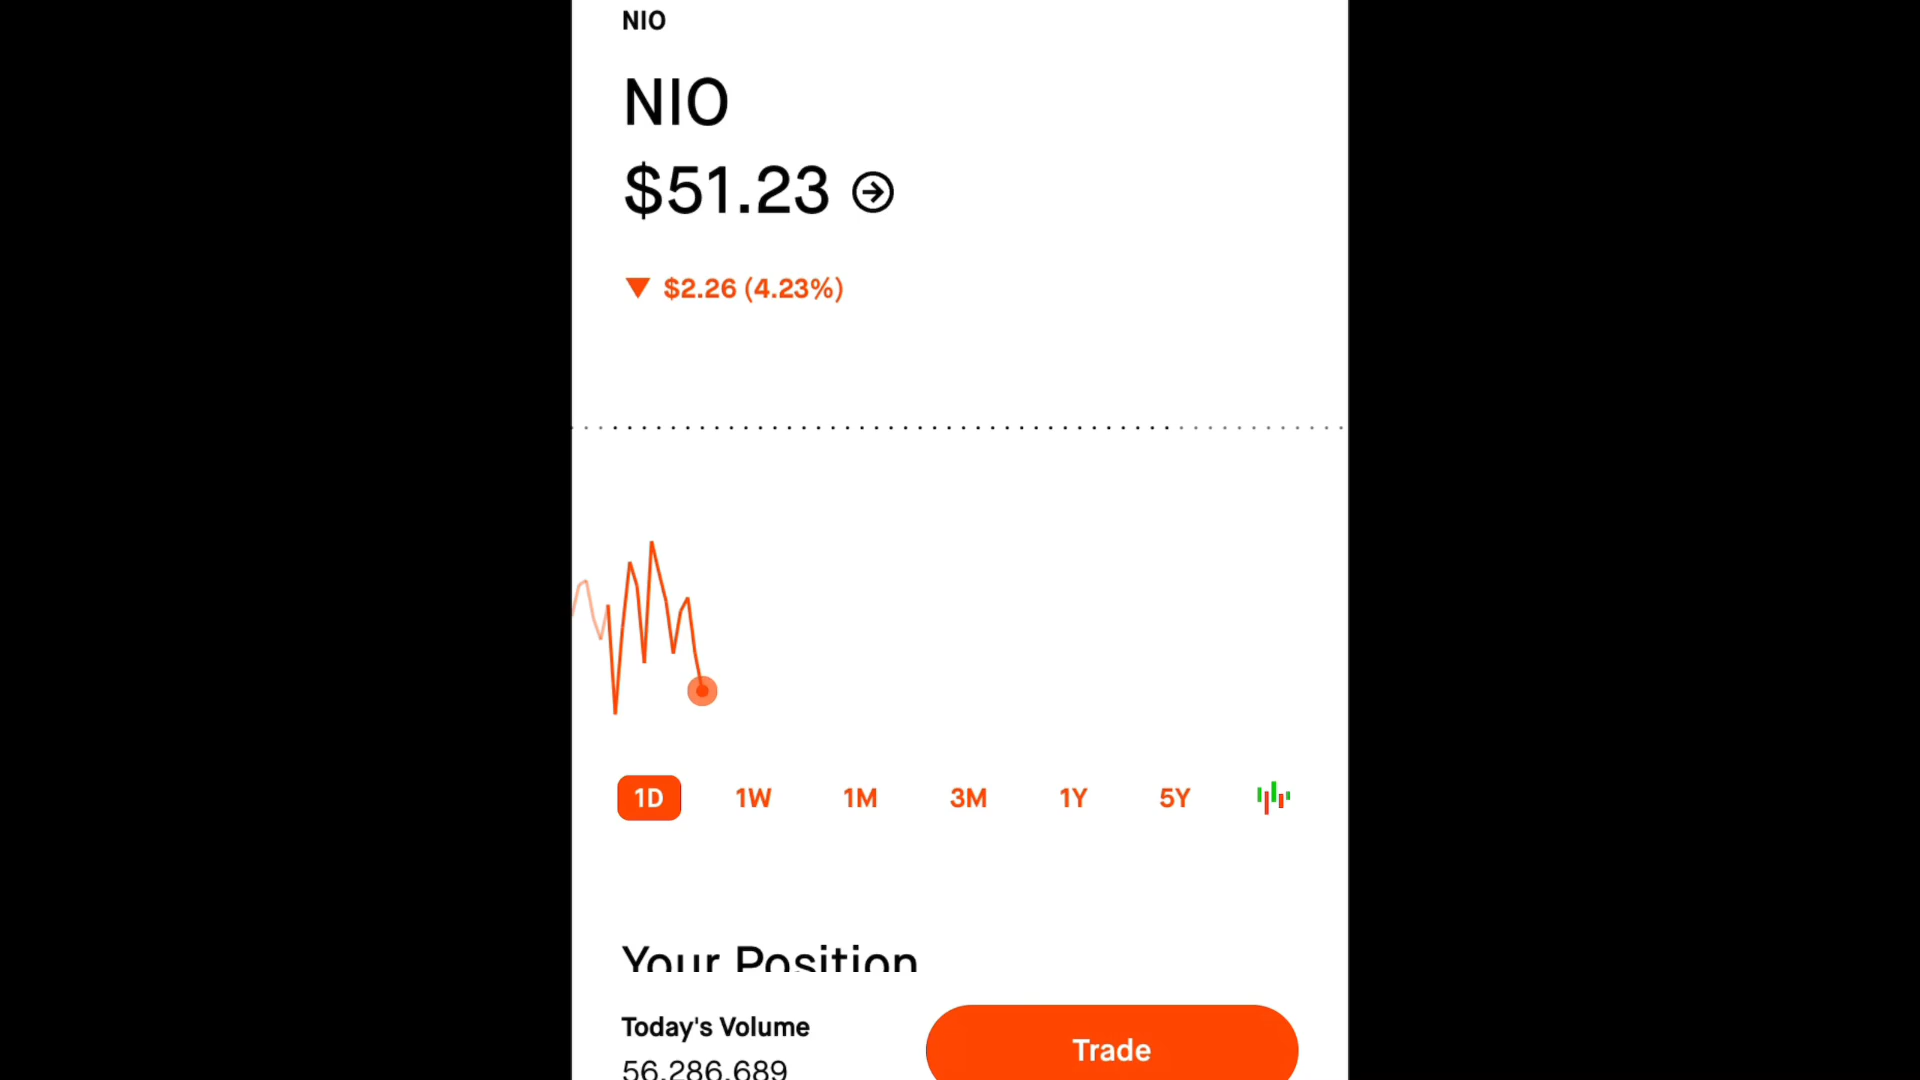 NIO
NIO
$51.23
$2.26 (4.23%)
1D 1W 1M 3M 1Y 5Y
Your Position
Today's Volume
56,286,689
Trade